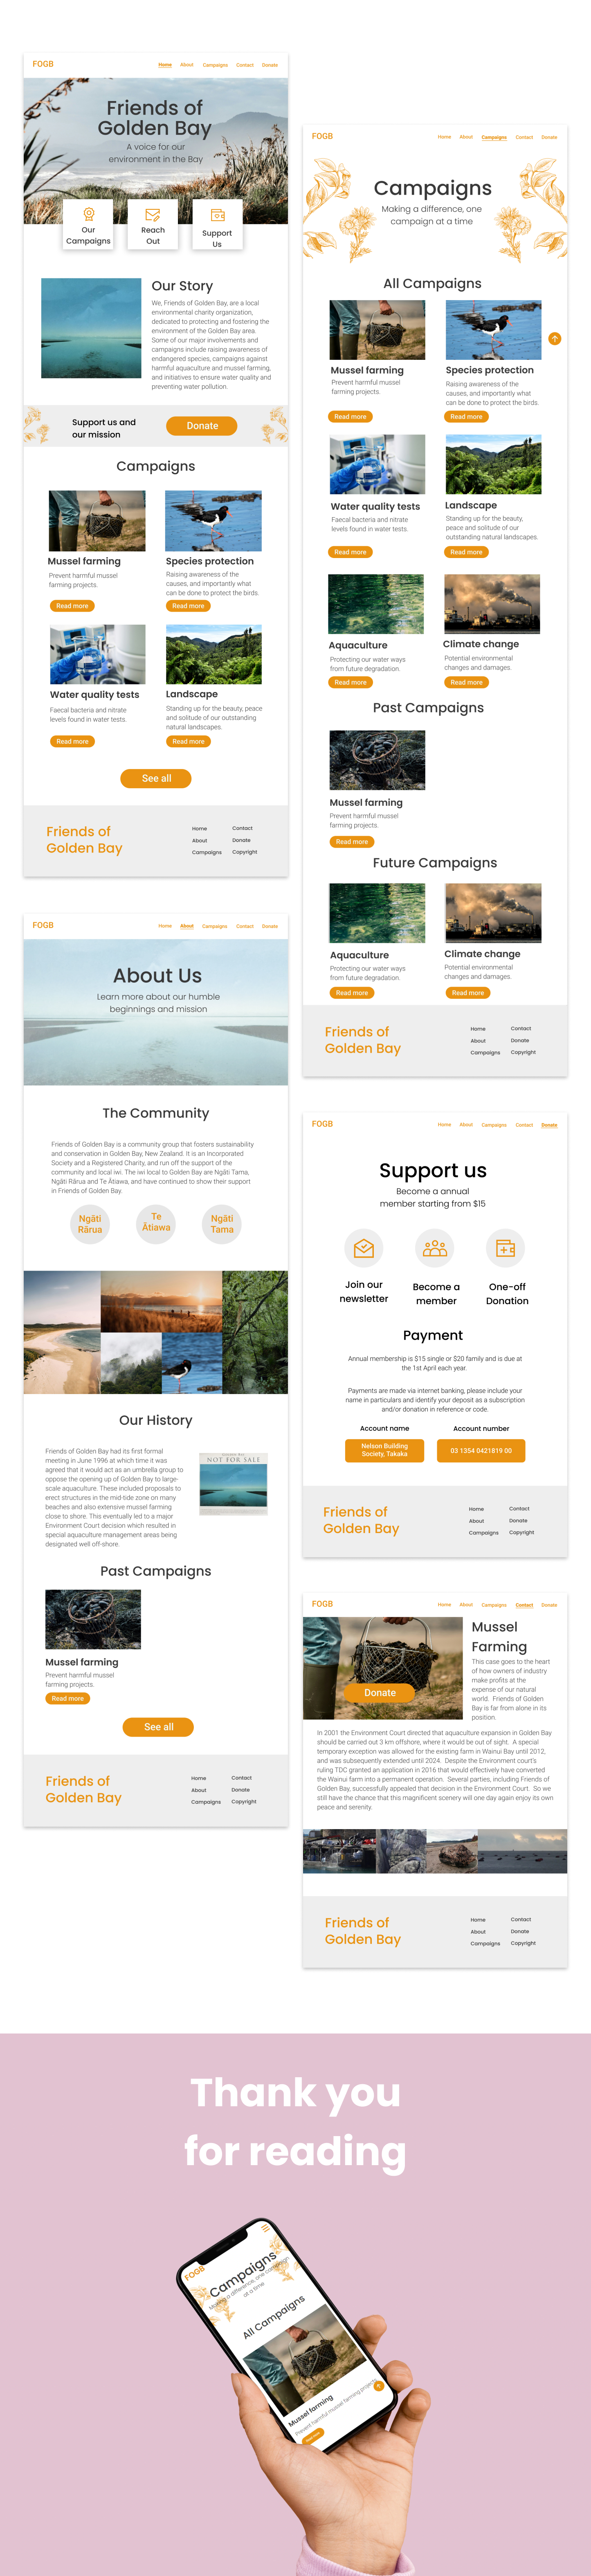 FOGB
Home About Campaigns Contact Donate
Friends of
Golden Bay
A voice for our
environment in the Bay
Our
Campaigns
Reach
Out
Support
Us
Our Story
We, Friends of Golden Bay, are a local
environmental charity organization,
dedicated to protecting and fostering the
environment of the Golden Bay area.
Some of our major involvements and
campaigns include raising awareness of
endangered species, campaigns against
harmful aquaculture and mussel farming,
and initiatives to ensure water quality and
preventing water pollution.
Support us and
our mission
Donate
Campaigns
Mussel farming
Prevent harmful mussel
farming projects.
Read more
Species protection
Raising awareness of the
causes, and importantly what
can be done to protect the birds.
Read more
Water quality tests
Faecal bacteria and nitrate
levels found in water tests.
Read more
Landscape
Standing up for the beauty, peace
and solitude of our outstanding
natural landscapes.
Read more
See all
Friends of
Golden Bay
Home
About
Campaigns
Contact
Donate
Copyright
FOGB
Home About Campaigns Contact Donate
About Us
Learn more about our humble
beginnings and mission
The Community
Friends of Golden Bay is a community group that fosters sustainability
and conservation in Golden Bay, New Zealand. It is an Incorporated
Society and a Registered Charity, and run off the support of the
community and local iwi. The iwi local to Golden Bay are Ngāti Tama,
Ngāti Rārua and Te Ātiawa, and have continued to show their support
in Friends of Golden Bay.
Ngāti
Rārua
Te
Ātiawa
Ngāti
Tama
Our History
Friends of Golden Bay had its first formal
meeting in June 1996 at which time it was
agreed that it would act as an umbrella group to
oppose the opening up of Golden Bay to large-
scale aquaculture. These included proposals to
erect structures in the mid-tide zone on many
beaches and also extensive mussel farming
close to shore. This eventually led to a major
Environment Court decision which resulted in
special aquaculture management areas being
designated well off-shore.
NOT FOR SALE
Past Campaigns
Mussel farming
Prevent harmful mussel
farming projects.
Read more
See all
Friends of
Golden Bay
Home
About
Campaigns
Contact
Donate
Copyright
FOGB
Home About Campaigns Contact Donate
Campaigns
Making a difference, one
campaign at a time
All Campaigns
Mussel farming
Prevent harmful mussel
farming projects.
Read more
Species protection
Raising awareness of the
causes, and importantly what
can be done to protect the birds.
Read more
Water quality tests
Faecal bacteria and nitrate
levels found in water tests.
Read more
Landscape
Standing up for the beauty,
peace and solitude of our
outstanding natural landscapes.
Read more
Aquaculture
Protecting our water ways
from future degradation.
Read more
Climate change
Potential environmental
changes and damages.
Read more
Past Campaigns
Mussel farming
Prevent harmful mussel
farming projects.
Read more
Future Campaigns
Aquaculture
Protecting our water ways
from future degradation.
Read more
Climate change
Potential environmental
changes and damages.
Read more
Friends of
Golden Bay
Home
About
Campaigns
Contact
Donate
Copyright
FOGB
Home About Campaigns Contact Donate
Support us
Become a annual
member starting from $15
Join our
newsletter
Become a
member
One-off
Donation
Payment
Annual membership is $15 single or $20 family and is due at
the 1st April each year.
Payments are made via internet banking, please include your
name in particulars and identify your deposit as a subscription
and/or donation in reference or code.
Account name
Nelson Building
Society, Takaka
Account number
03 1354 0421819 00
Friends of
Golden Bay
Home
About
Campaigns
Contact
Donate
Copyright
FOGB
Home About Campaigns Contact Donate
Donate
Mussel
Farming
This case goes to the heart
of how owners of industry
make profits at the
expense of our natural
world. Friends of Golden
Bay is far from alone in its
position.
In 2001 the Environment Court directed that aquaculture expansion in Golden Bay
should be carried out 3 km offshore, where it would be out of sight. A special
temporary exception was allowed for the existing farm in Wainui Bay until 2012,
and was subsequently extended until 2024. Despite the Environment court's
ruling TDC granted an application in 2016 that would effectively have converted
the Wainui farm into a permanent operation. Several parties, including Friends of
Golden Bay, successfully appealed that decision in the Environment Court. So we
still have the chance that this magnificent scenery will one day again enjoy its own
peace and serenity.
Friends of
Golden Bay
Home
About
Campaigns
Contact
Donate
Copyright
Thank you
for reading
FOGB
Campaigns
Making a difference, one campaign
at a time
All Campaigns
Mussel farming
Prevent harmful mussel farming projects.
Read more